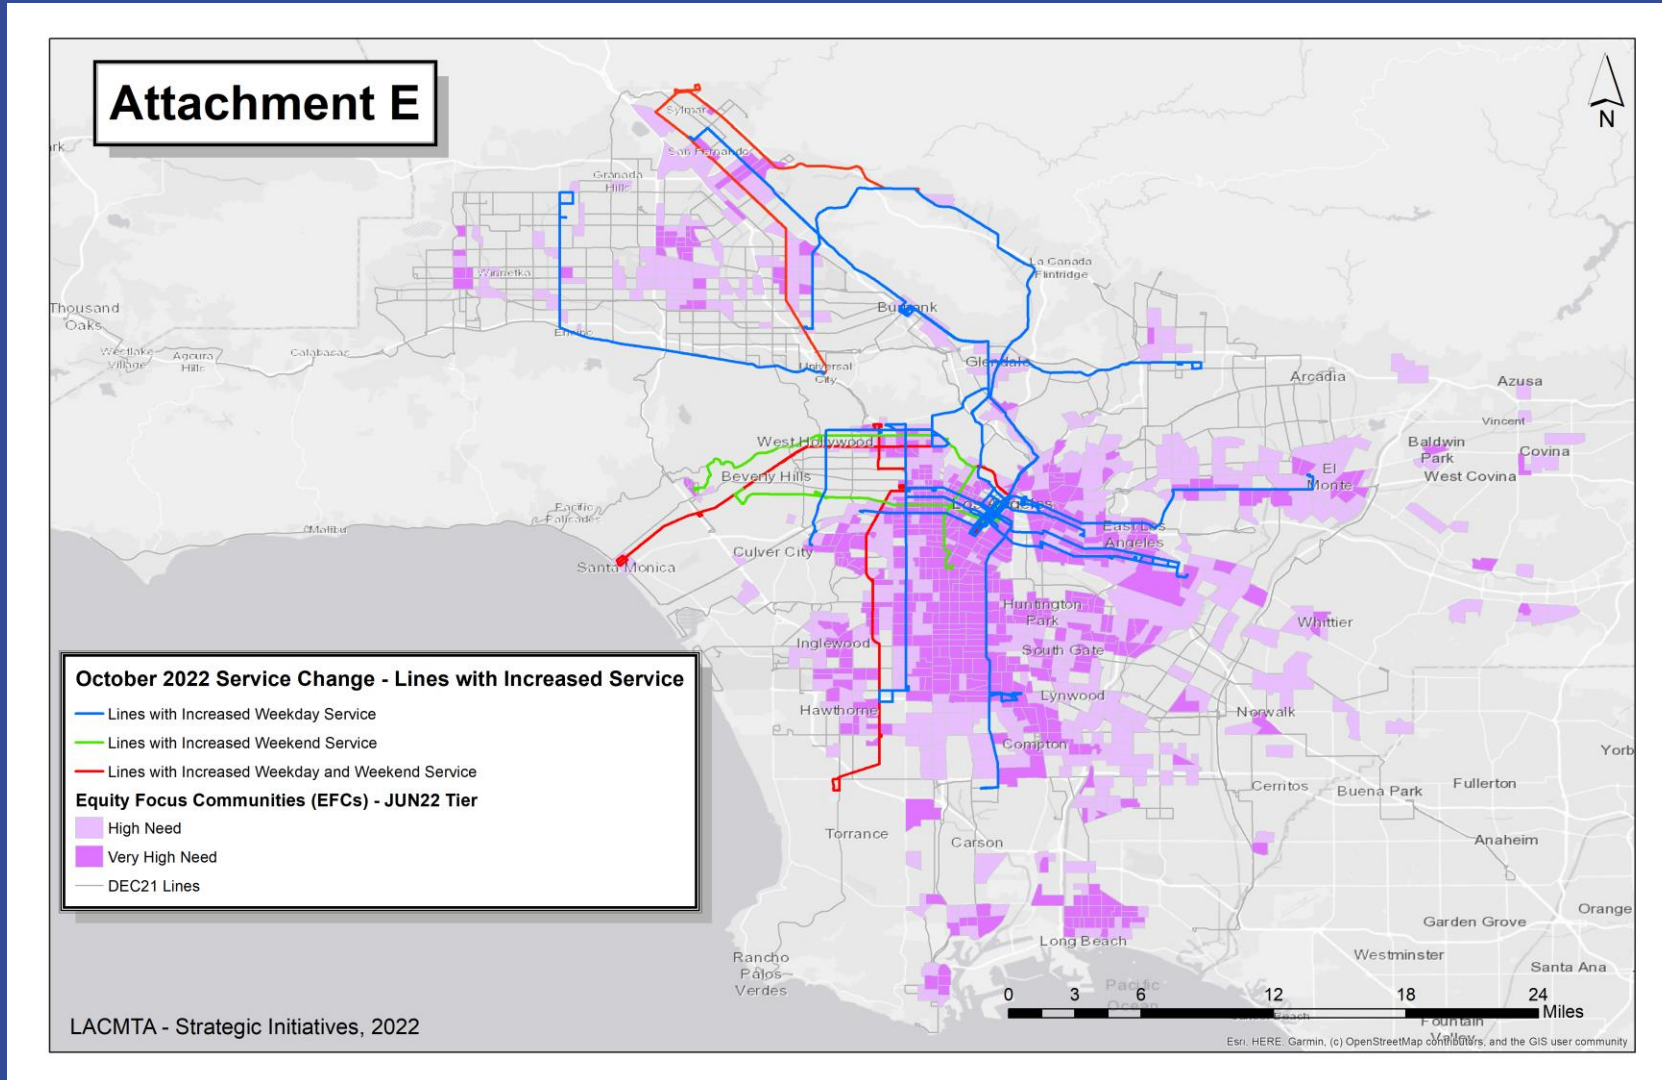 Attachment E
N
Sylmar
San Fernando
Granada
Hills
Winnetka
La Canada
Flintridge
Thousand
Oaks
Burbank
Encino
Westlake
Village
Agoura
Hills
Calabasas
Universal
City
Glendale
Arcadia
Azusa
Vincent
West Hollywood
Baldwin
Park
Covina
Beverly Hills
El
Monte
West Covina
Pacific
Palisades
Los Angeles
Malibu
East Los
Angeles
Culver City
Santa Monica
Huntington
Park
Whittier
Inglewood
South Gate
October 2022 Service Change - Lines with Increased Service
Lines with Increased Weekday Service
Lines with Increased Weekend Service
Lines with Increased Weekday and Weekend Service
Equity Focus Communities (EFCs) - JUN22 Tier
High Need
Very High Need
DEC21 Lines
Lynwood
Hawthorne
Norwalk
Compton
Yorb
Cerritos
Buena Park
Fullerton
Torrance
Carson
Anaheim
Orange
Garden Grove
Long Beach
Westminster
Rancho
Palos
Verdes
Santa Ana
Pacific
Ocean
0 3 6 12 18 24
Miles
Fountain
Valley
LACMTA - Strategic Initiatives, 2022
Esri, HERE, Garmin, (c) OpenStreetMap contributors, and the GIS user community